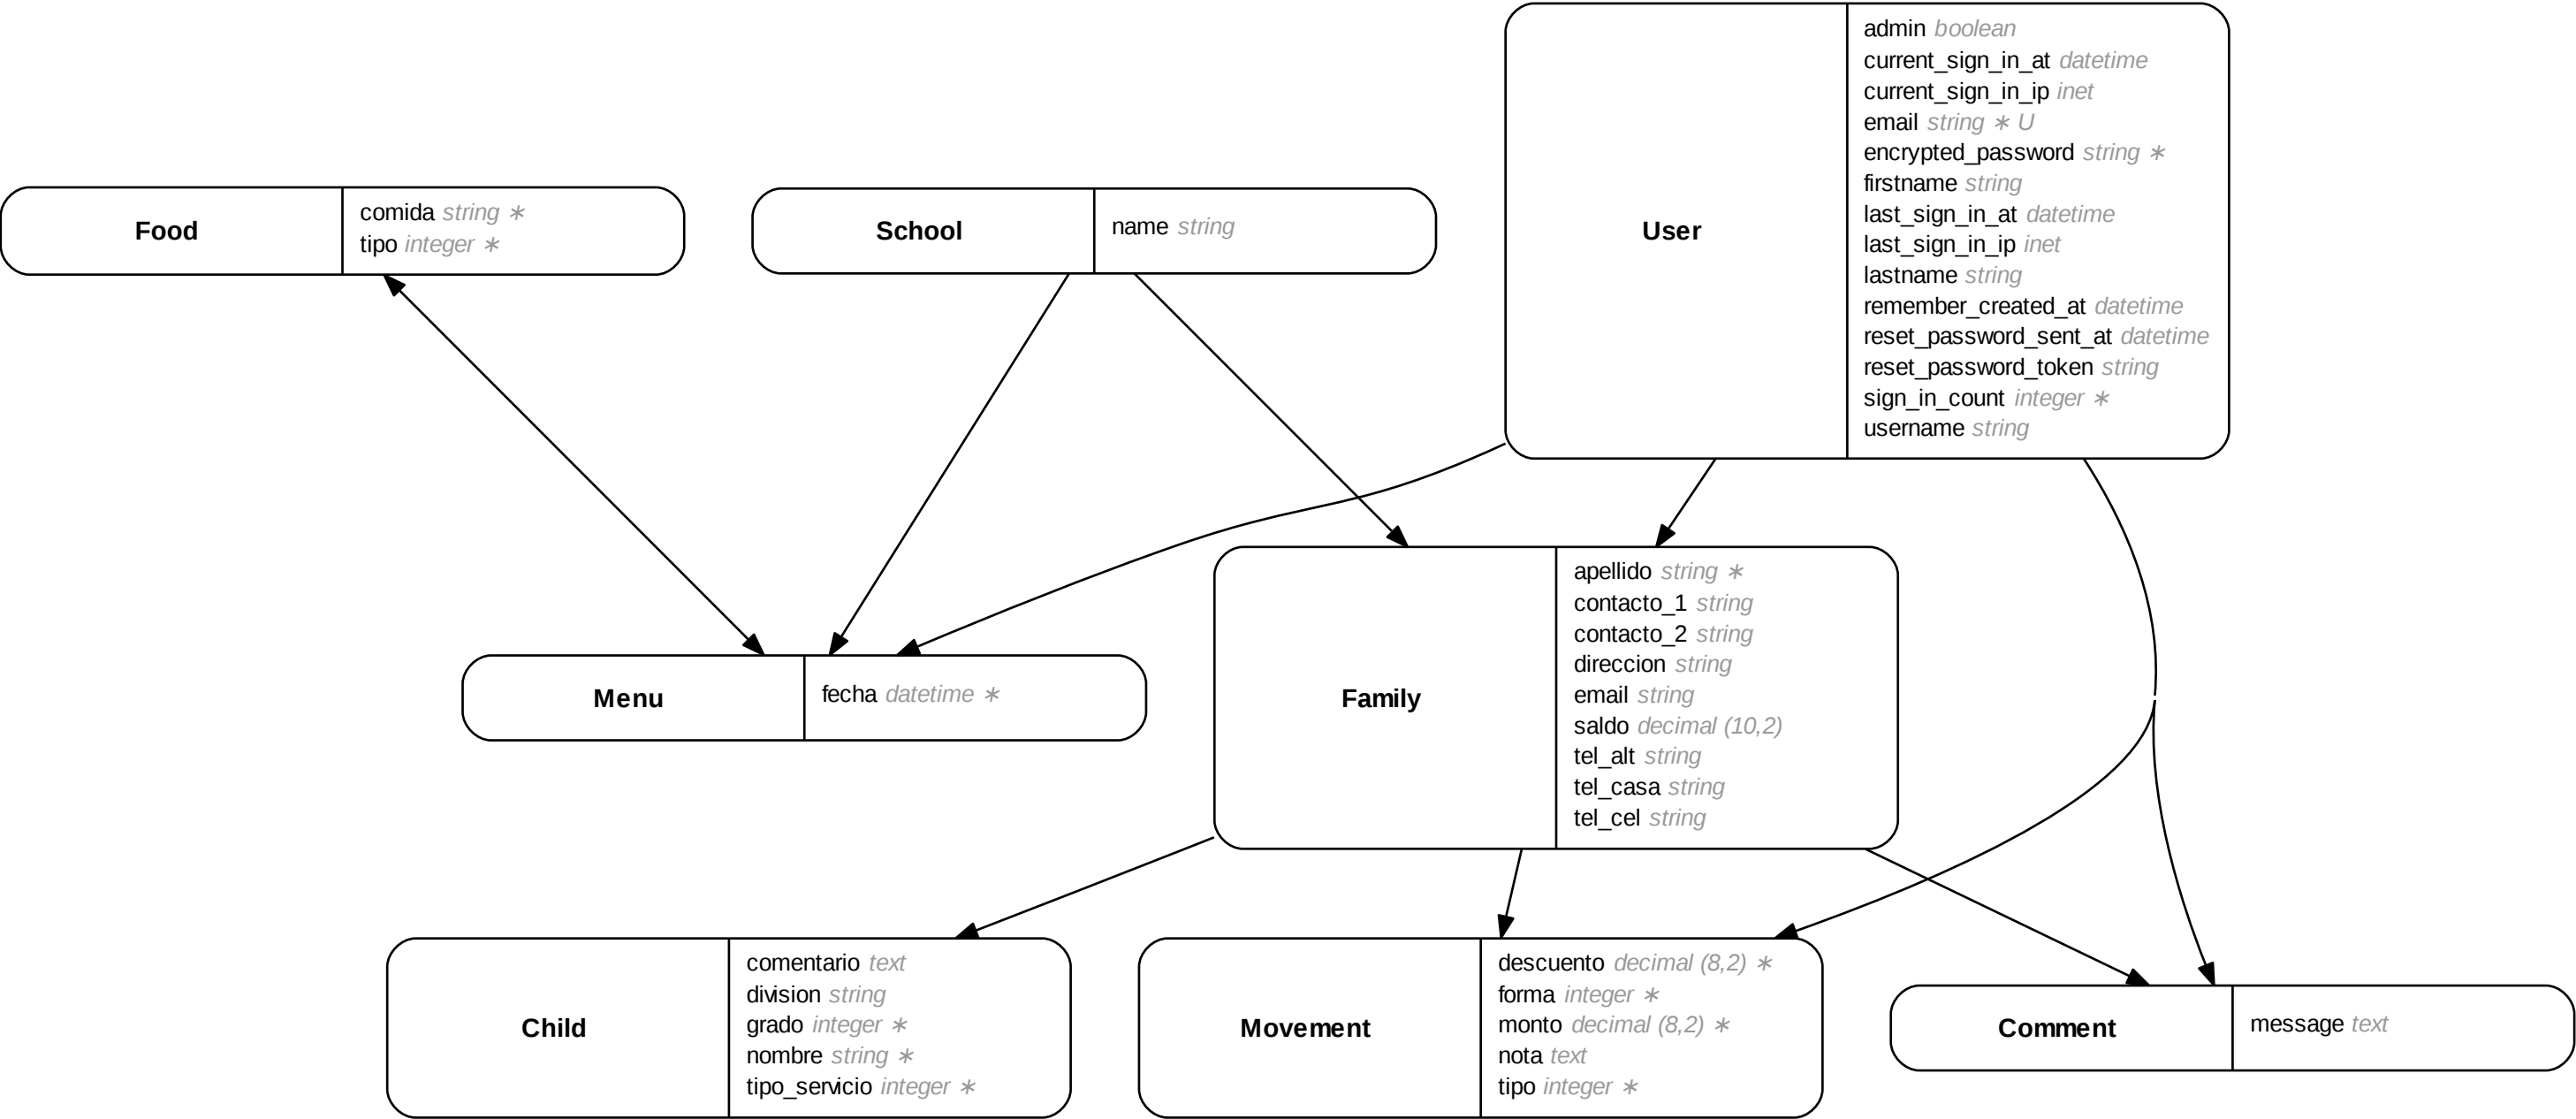 Food
comida string ∗
tipo integer ∗
School
name string
User
admin boolean
current_sign_in_at datetime
current_sign_in_ip inet
email string ∗ U
encrypted_password string ∗
firstname string
last_sign_in_at datetime
last_sign_in_ip inet
lastname string
remember_created_at datetime
reset_password_sent_at datetime
reset_password_token string
sign_in_count integer ∗
username string
Menu
fecha datetime ∗
Family
apellido string ∗
contacto_1 string
contacto_2 string
direccion string
email string
saldo decimal (10,2)
tel_alt string
tel_casa string
tel_cel string
Child
comentario text
division string
grado integer ∗
nombre string ∗
tipo_servicio integer ∗
Movement
descuento decimal (8,2) ∗
forma integer ∗
monto decimal (8,2) ∗
nota text
tipo integer ∗
Comment
message text